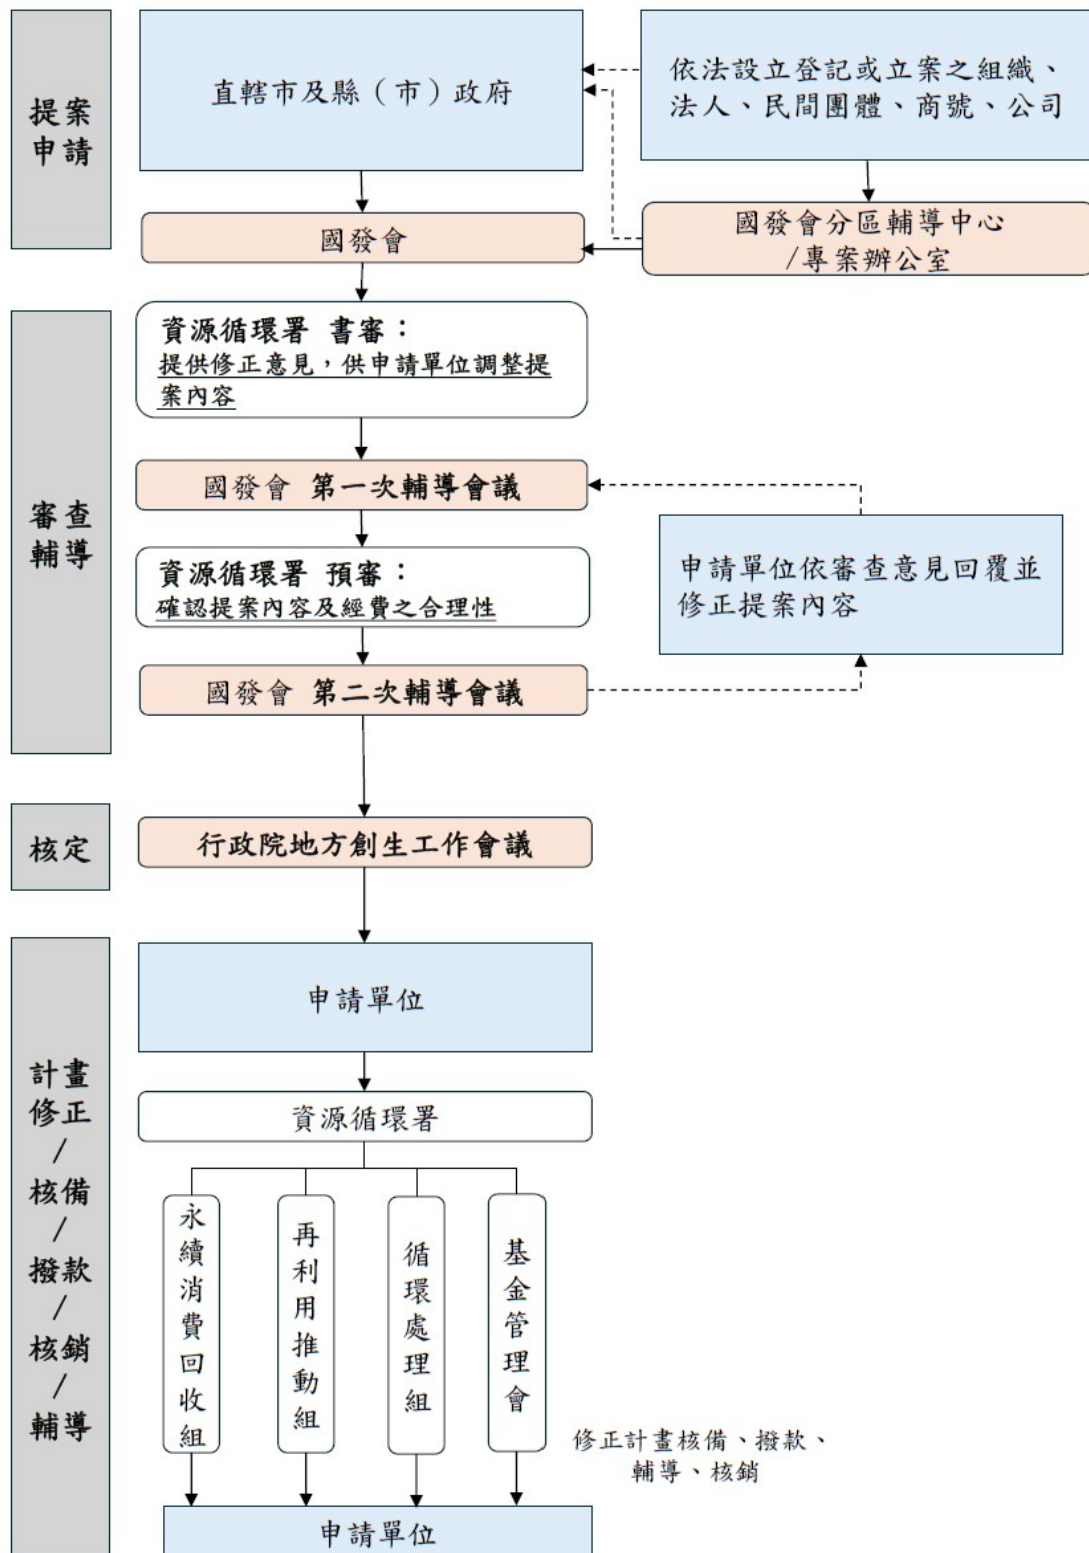 提案
申請
直轄市及縣（市）政府
依法設立登記或立案之組織、
法人、民間團體、商號、公司
國發會
國發會分區輔導中心
/專案辦公室
審查
輔導
資源循環署 書審：
提供修正意見，供申請單位調整提
案內容
國發會 第一次輔導會議
資源循環署 預審：
確認提案內容及經費之合理性
國發會 第二次輔導會議
申請單位依審查意見回覆並
修正提案內容
核定
行政院地方創生工作會議
計畫
修正
/
核備
/
撥款
/
核銷
/
輔導
申請單位
資源循環署
永續消費回收組
再利用推動組
循環處理組
基金管理會
修正計畫核備、撥款、
輔導、核銷
申請單位